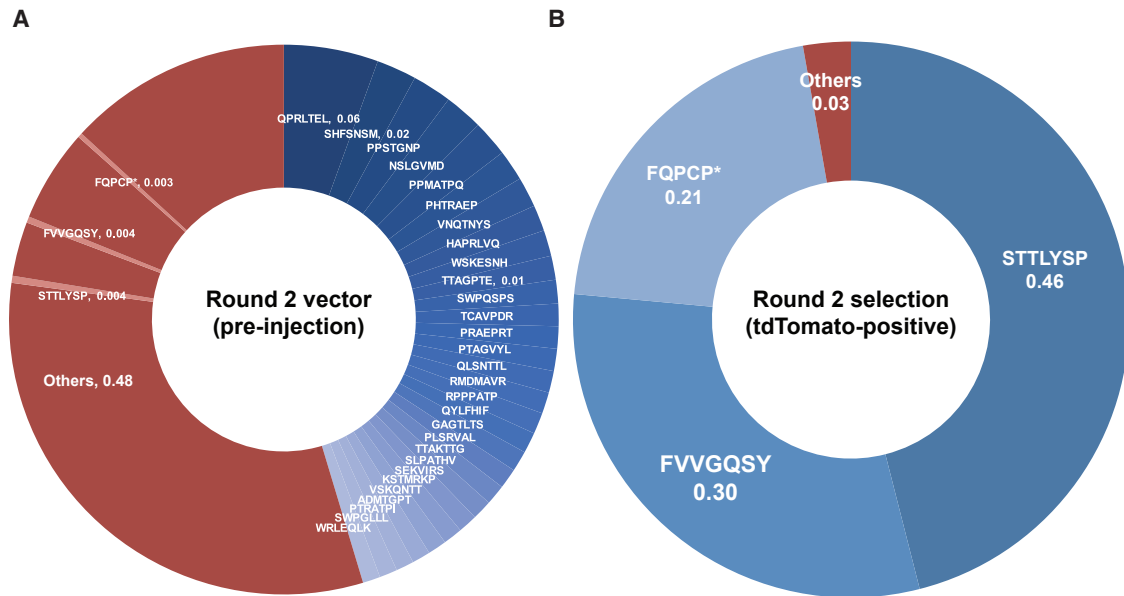 A
QPRLTEL, 0.06
SHFSNSM, 0.02
PPSTGNP
NSLGVMD
PPMATPQ
PHTRAEP
VNQTNYS
HAPRLVQ
WSKESNH
TTAGPTE, 0.01
SWPQSPS
TCAVPDR
PRAEPRT
PTAGVYL
QLSNTTL
RMDMAVR
RPPPATP
QYLFHIF
GAGTLTS
PLSRVAL
TTAKTTG
SLPATHV
SEKVIRS
KSTMRKP
VSKQNTT
ADMTGPT
PTRATPI
SWPGLLL
WRLEQLK
FQPCP*, 0.003
FVVGQSY, 0.004
STTLYSP, 0.004
Others, 0.48
Round 2 vector
(pre-injection)
B
Others
0.03
FQPCP*
0.21
STTLYSP
0.46
Round 2 selection
(tdTomato-positive)
FVVGQSY
0.30